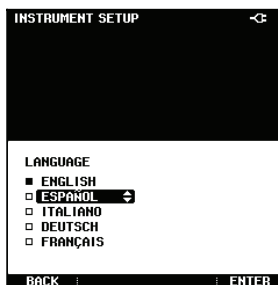 INSTRUMENT SETUP
LANGUAGE
ENGLISH
ESPAÑOL
ITALIANO
DEUTSCH
FRANÇAIS
BACK ENTER